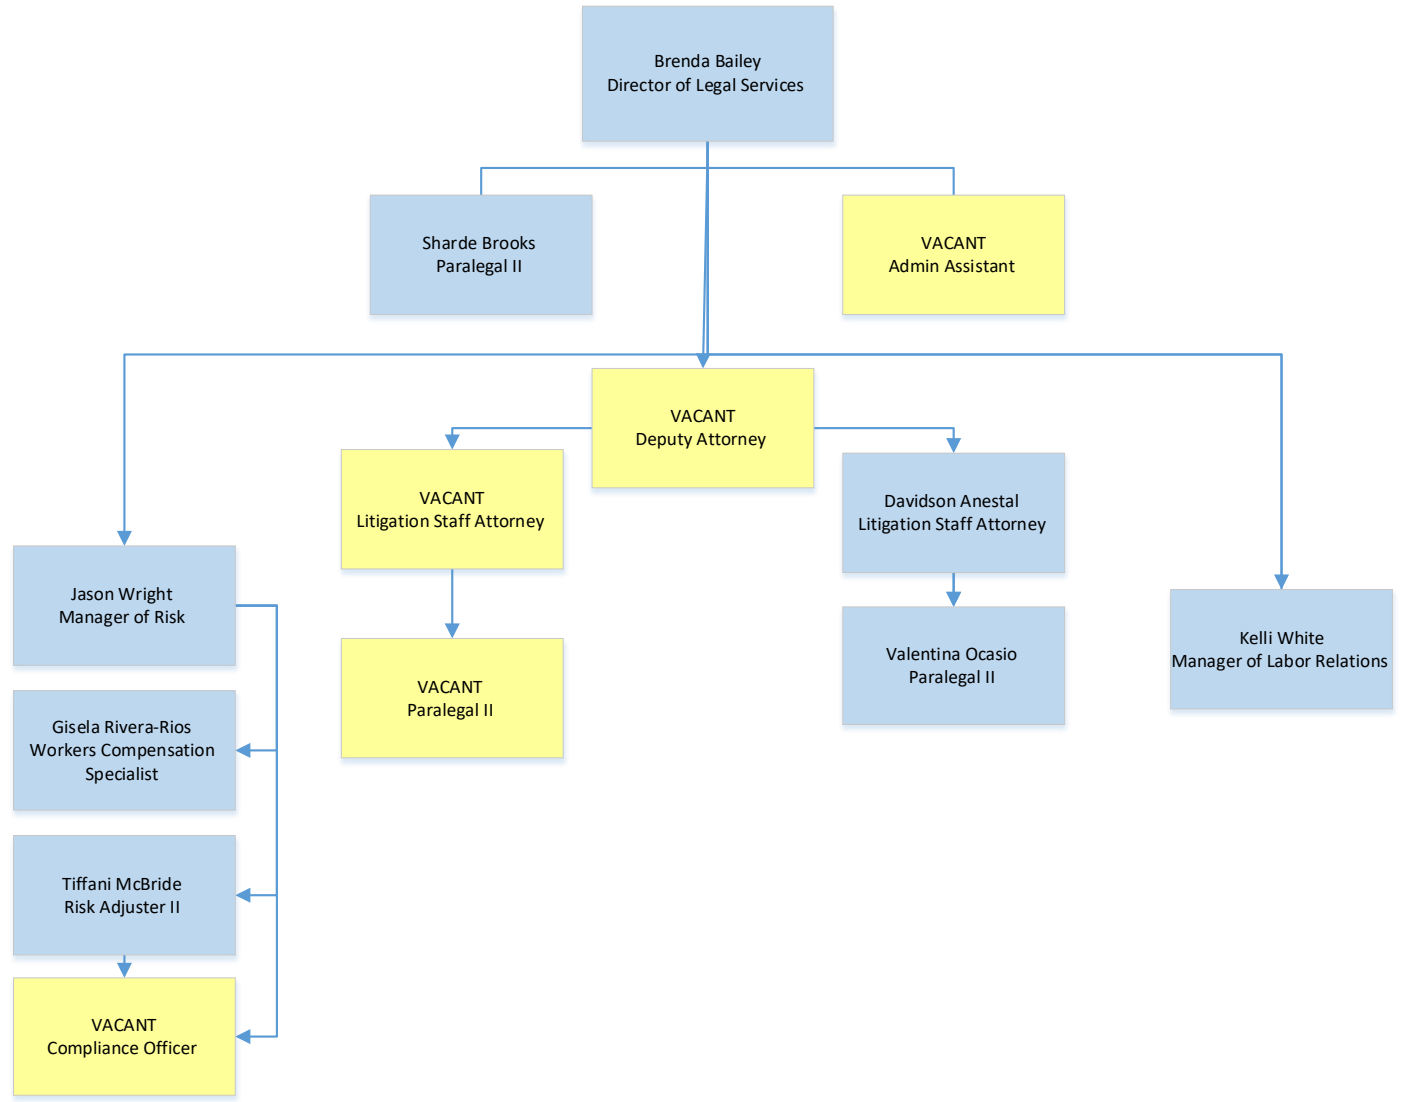 Brenda Bailey
Director of Legal Services
Sharde Brooks
Paralegal II
VACANT
Admin Assistant
VACANT
Deputy Attorney
VACANT
Litigation Staff Attorney
Davidson Anestal
Litigation Staff Attorney
Jason Wright
Manager of Risk
Kelli White
Manager of Labor Relations
VACANT
Paralegal II
Valentina Ocasio
Paralegal II
Gisela Rivera-Rios
Workers Compensation
Specialist
Tiffani McBride
Risk Adjuster II
VACANT
Compliance Officer